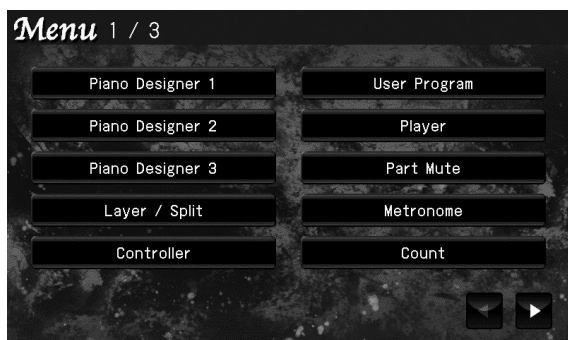 Menu 1 / 3
Piano Designer 1
Piano Designer 2
Piano Designer 3
Layer / Split
Controller
User Program
Player
Part Mute
Metronome
Count